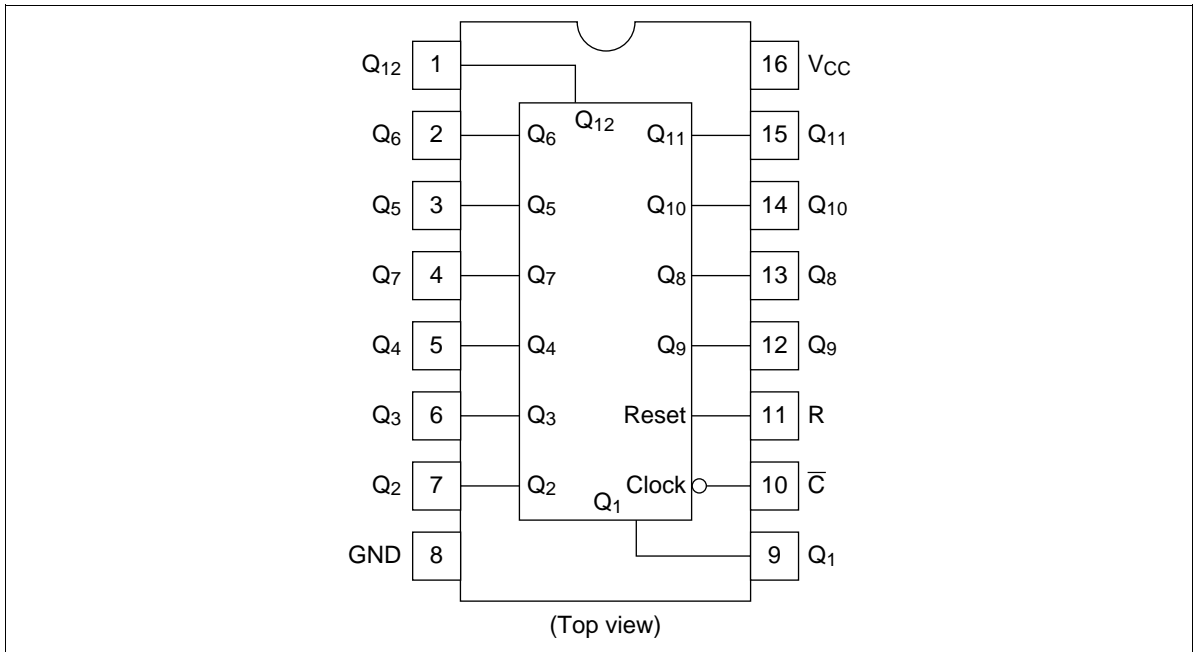 Q12 1 16 VCC
Q12
Q6 2 Q6 Q11 15 Q11
Q5 3 Q5 Q10 14 Q10
Q7 4 Q7 Q8 13 Q8
Q4 5 Q4 Q9 12 Q9
Q3 6 Q3 Reset 11 R
Q2 7 Q2 Clock 10 C̅
Q1
GND 8 9 Q1
(Top view)